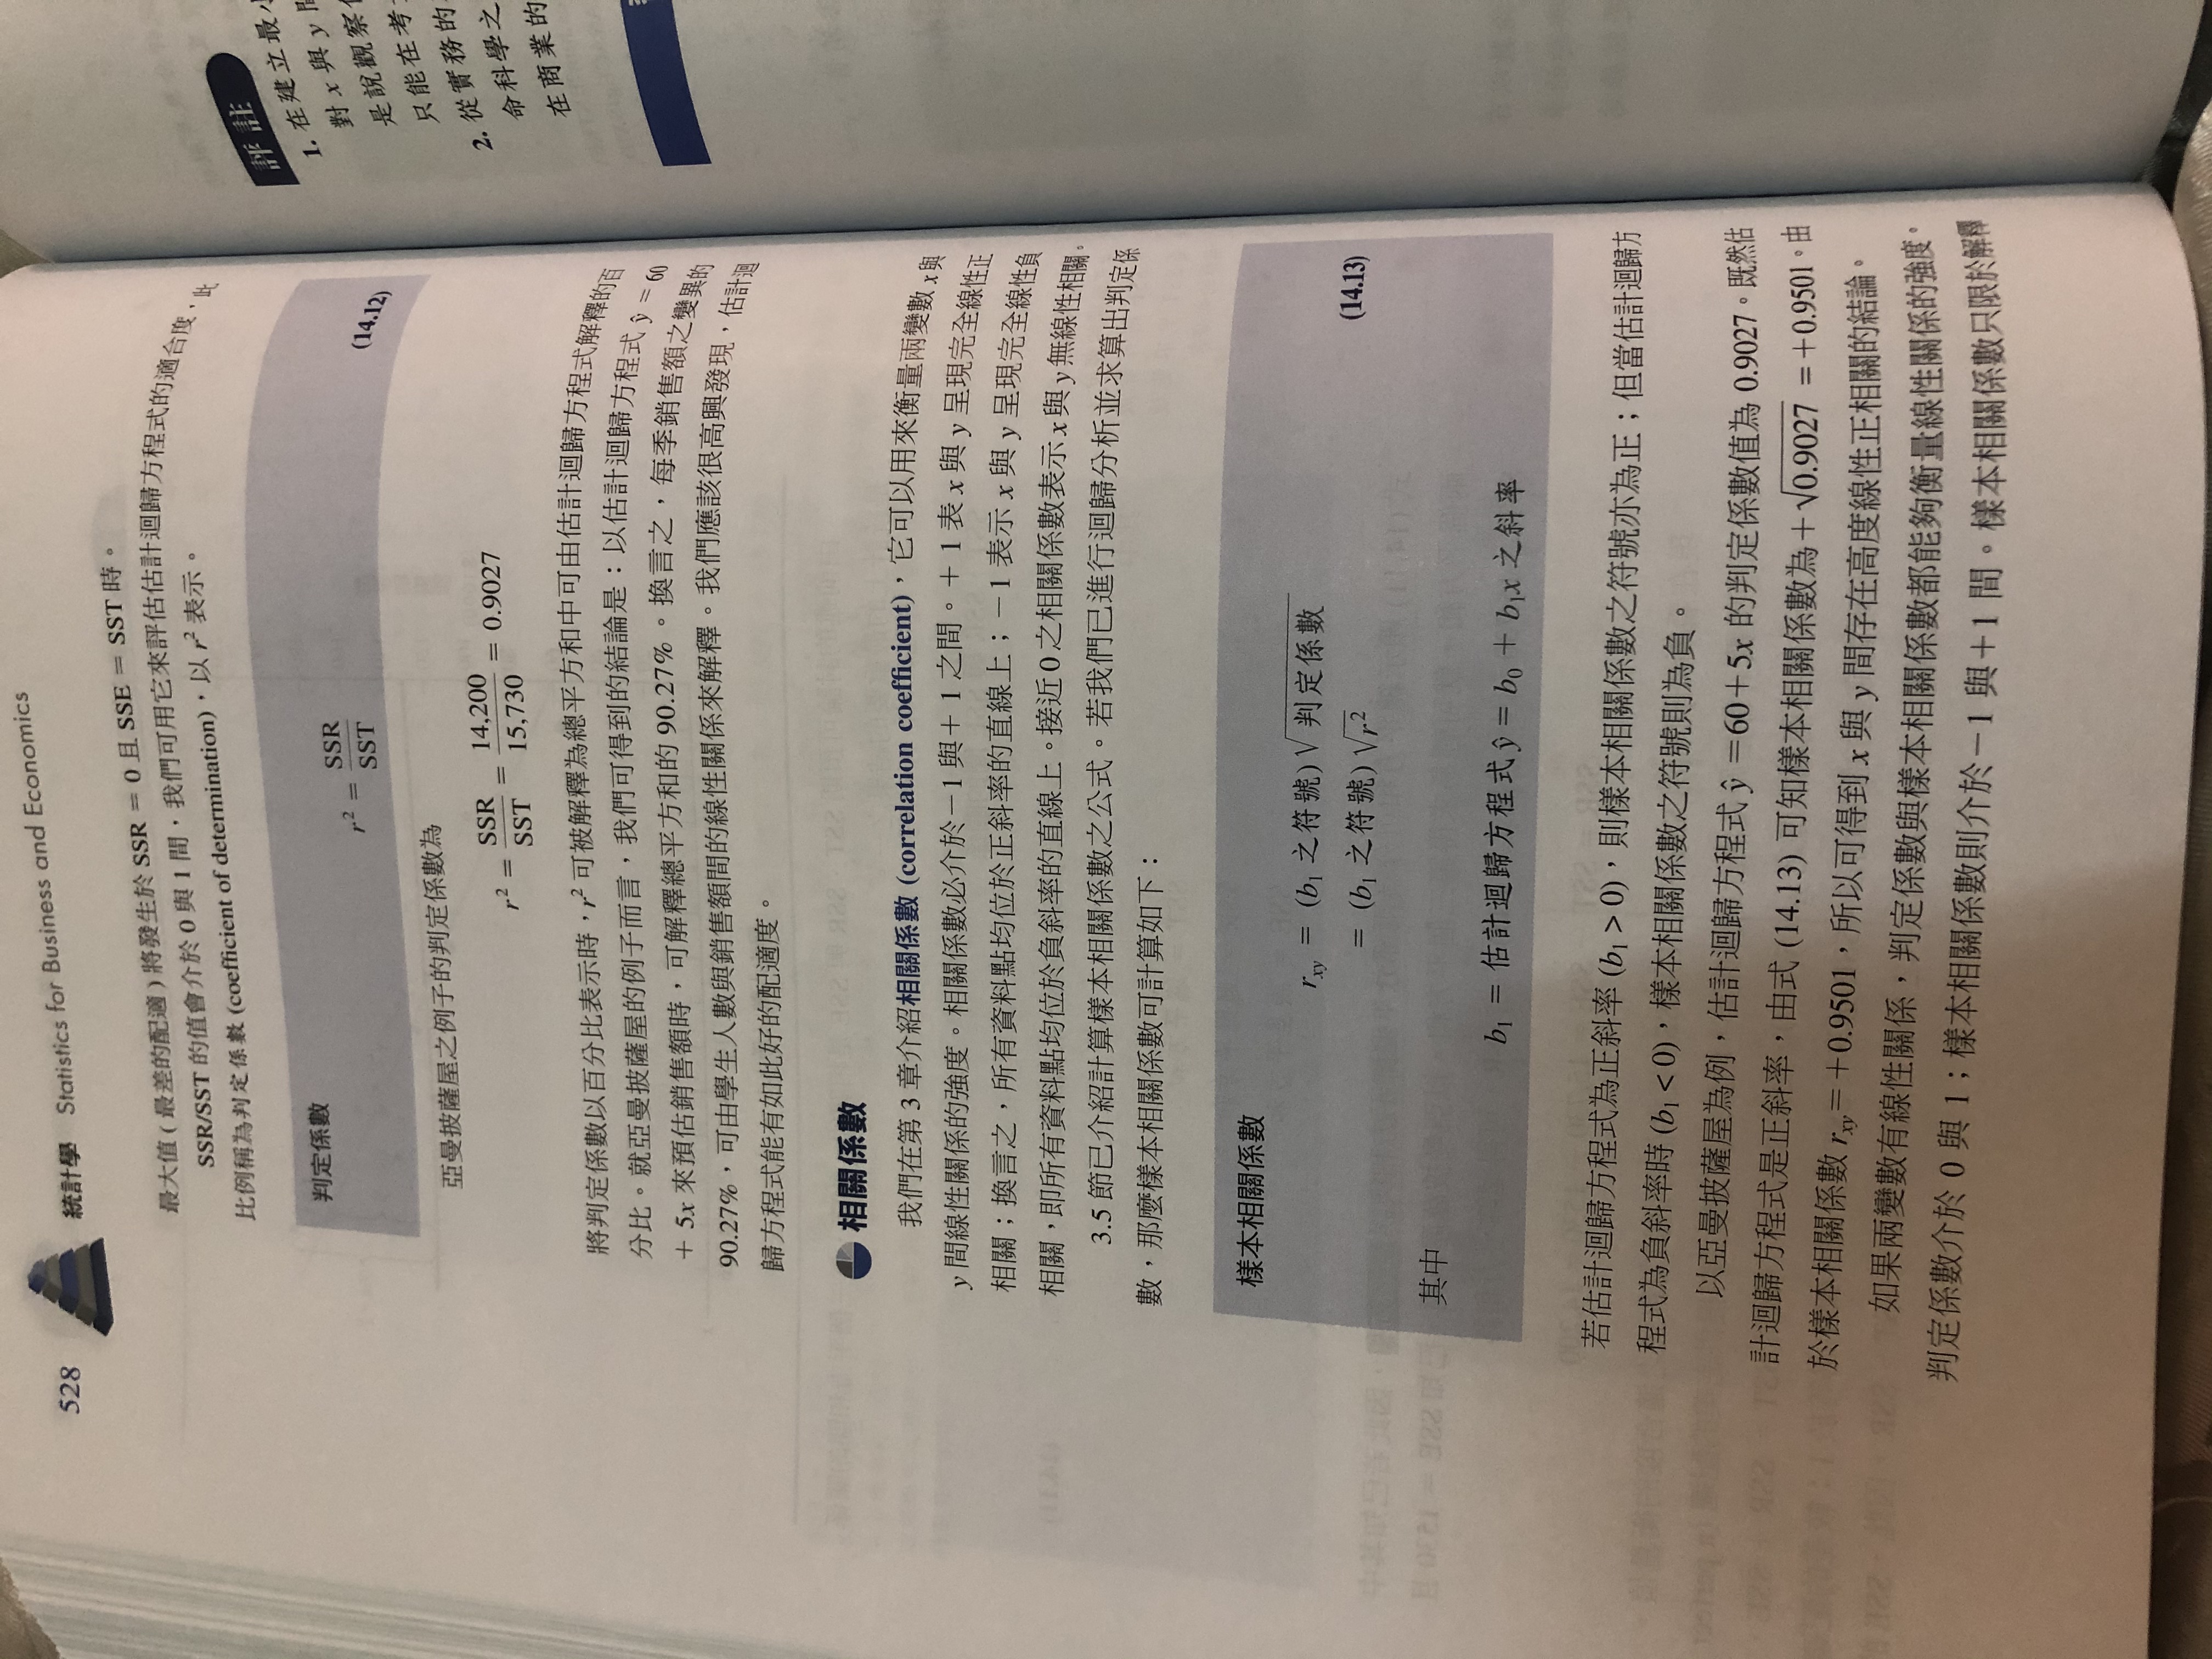 528 統計學 Statistics for Business and Economics
最大值 ( 最差的配適 ) 將發生於 SSR = 0 且 SSE = SST 時。
SSR/SST 的值會介於 0 與 1 間，我們可用它來評估估計迴歸方程式的適合度，此
比例稱為判定係數 (coefficient of determination)，以 r² 表示。
判定係數
r² = SSR/SST (14.12)
亞曼披薩屋之例子的判定係數為
r² = SSR/SST = 14,200/15,730 = 0.9027
將判定係數以百分比表示時，r² 可被解釋為總平方和中可由估計迴歸方程式解釋的百
分比。就亞曼披薩屋的例子而言，我們可得到的結論是：以估計迴歸方程式 ŷ = 60
+ 5x 來預估銷售額時，可解釋總平方和的 90.27%。換言之，每季銷售額之變異的
90.27%，可由學生人數與銷售額間的線性關係來解釋。我們應該很高興發現，估計迴
歸方程式能有如此好的配適度。
相關係數
我們在第 3 章介紹相關係數 (correlation coefficient)，它可以用來衡量兩變數 x 與
y 間線性關係的強度。相關係數必介於 −1 與 + 1 之間。+ 1 表 x 與 y 呈現完全線性正
相關；換言之，所有資料點均位於正斜率的直線上；−1 表示 x 與 y 呈現完全線性負
相關，即所有資料點均位於負斜率的直線上。接近 0 之相關係數表示 x 與 y 無線性相關。
3.5 節已介紹計算樣本相關係數之公式。若我們已進行迴歸分析並求算出判定係
數，那麼樣本相關係數可計算如下：
樣本相關係數
rxy = (b₁ 之符號) √判定係數
= (b₁ 之符號) √r² (14.13)
其中
b₁ = 估計迴歸方程式 ŷ = b₀ + b₁x 之斜率
若估計迴歸方程式為正斜率 (b₁ > 0)，則樣本相關係數之符號亦為正；但當估計迴歸方
程式為負斜率時 (b₁ < 0)，樣本相關係數之符號則為負。
以亞曼披薩屋為例，估計迴歸方程式 ŷ =60+5x 的判定係數值為 0.9027。既然估
計迴歸方程式是正斜率，由式 (14.13) 可知樣本相關係數為 +√0.9027 = +0.9501。由
於樣本相關係數 rxy = +0.9501，所以可得到 x 與 y 間存在高度線性正相關的結論。
如果兩變數有線性關係，判定係數與樣本相關係數都能夠衡量線性關係的強度。
判定係數介於 0 與 1；樣本相關係數則介於 −1 與 +1 間。樣本相關係數只限於解釋
評註
1. 在建立最小
對 x 與 y 間
是說觀察
只能在考
2. 從實務的
命科學之
在商業的